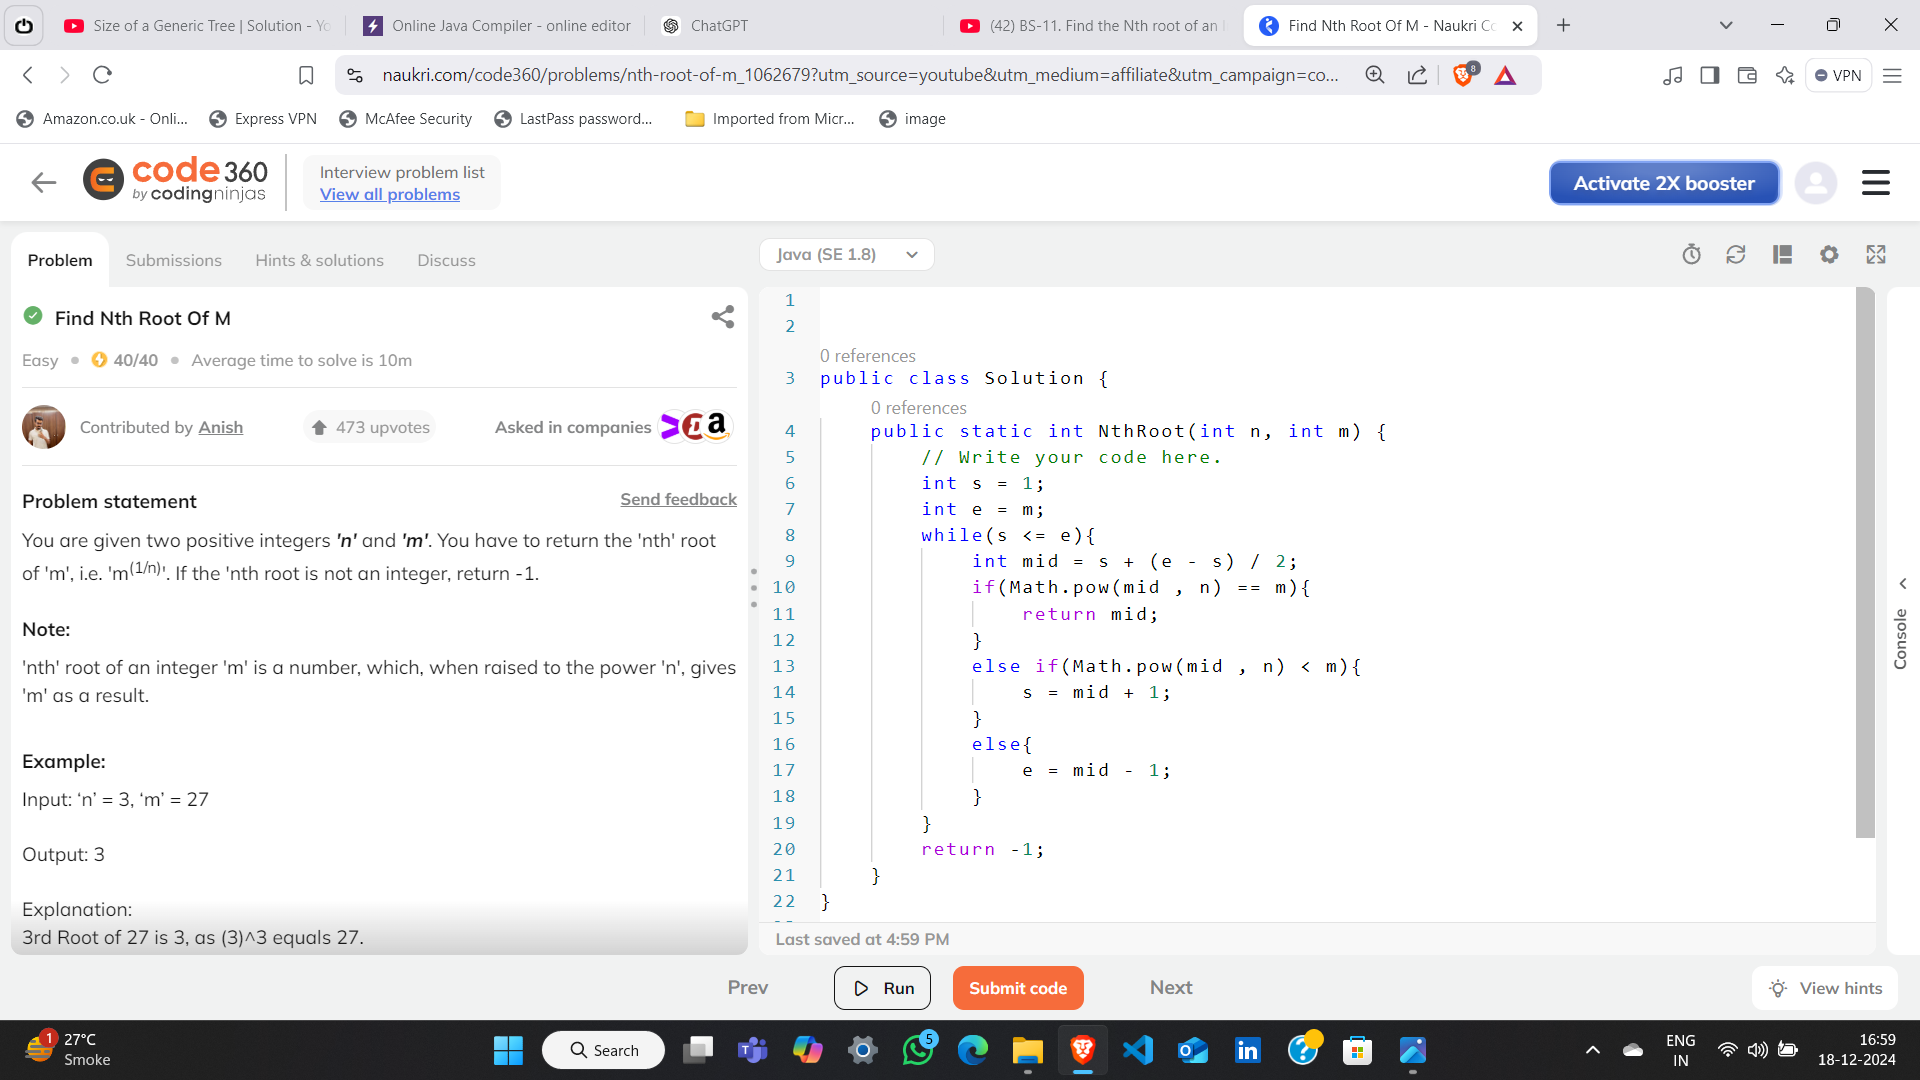 Size of a Generic Tree | Solution - Yo
Online Java Compiler - online editor
ChatGPT
(42) BS-11. Find the Nth root of an
Find Nth Root Of M - Naukri Co
naukri.com/code360/problems/nth-root-of-m_1062679?utm_source=youtube&utm_medium=affiliate&utm_campaign=co...
8
VPN
Amazon.co.uk - Onli...
Express VPN
McAfee Security
LastPass password...
Imported from Micr...
image
code 360
by codingninjas
Interview problem list
View all problems
Activate 2X booster
Problem
Submissions
Hints & solutions
Discuss
Java (SE 1.8)
Find Nth Root Of M
Easy • 40/40 • Average time to solve is 10m
Contributed by Anish
473 upvotes
Asked in companies
Problem statement
Send feedback
You are given two positive integers 'n' and 'm'. You have to return the 'nth' root
of 'm', i.e. 'm(1/n)'. If the 'nth root is not an integer, return -1.
Note:
'nth' root of an integer 'm' is a number, which, when raised to the power 'n', gives
'm' as a result.
Example:
Input: ‘n’ = 3, ‘m’ = 27
Output: 3
Explanation:
3rd Root of 27 is 3, as (3)^3 equals 27.
1
2
0 references
3 public class Solution {
0 references
4 public static int NthRoot(int n, int m) {
5 // Write your code here.
6 int s = 1;
7 int e = m;
8 while(s <= e){
9 int mid = s + (e - s) / 2;
10 if(Math.pow(mid , n) == m){
11 return mid;
12 }
13 else if(Math.pow(mid , n) < m){
14 s = mid + 1;
15 }
16 else{
17 e = mid - 1;
18 }
19 }
20 return -1;
21 }
22 }
Last saved at 4:59 PM
Console
Prev
Run
Submit code
Next
View hints
1
27°C
Smoke
Search
5
ENG
IN
16:59
18-12-2024